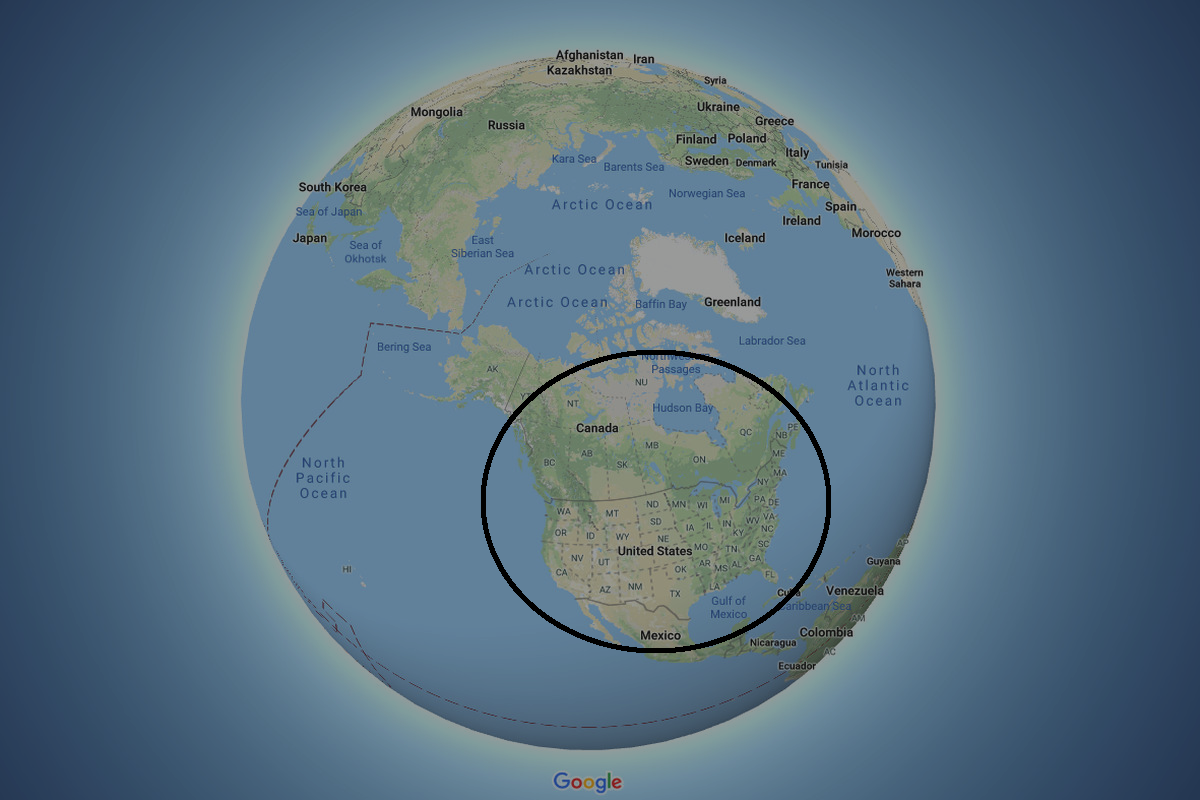 Afghanistan
Iran
Kazakhstan
Syria
Mongolia
Ukraine
Russia
Greece
Finland
Poland
Italy
Kara Sea
Barents Sea
Sweden
Denmark
Tunisia
South Korea
Norwegian Sea
France
Arctic Ocean
Spain
Sea of Japan
Ireland
Japan
Iceland
Morocco
Sea of
Okhotsk
East
Siberian Sea
Arctic Ocean
Western
Sahara
Arctic Ocean
Baffin Bay
Greenland
Bering Sea
Labrador Sea
Northwestern
Passages
AK
NU
North
Atlantic
Ocean
YT
NT
Hudson Bay
Canada
QC
PE
NB
MB
ME
AB
ON
BC
SK
MA
North
Pacific
Ocean
NY
WA
MT
ND
MN
WI
MI
PA
DE
OR
ID
WY
SD
IA
IL
IN
WV
VA
KY
NC
NE
United States
MO
TN
SC
NV
UT
CO
AR
MS
AL
GA
CA
OK
FL
AP
Guyana
HI
AZ
NM
TX
LA
Gulf of
Mexico
Cuba
Caribbean Sea
Venezuela
AM
Mexico
Nicaragua
Colombia
AC
Ecuador
Google